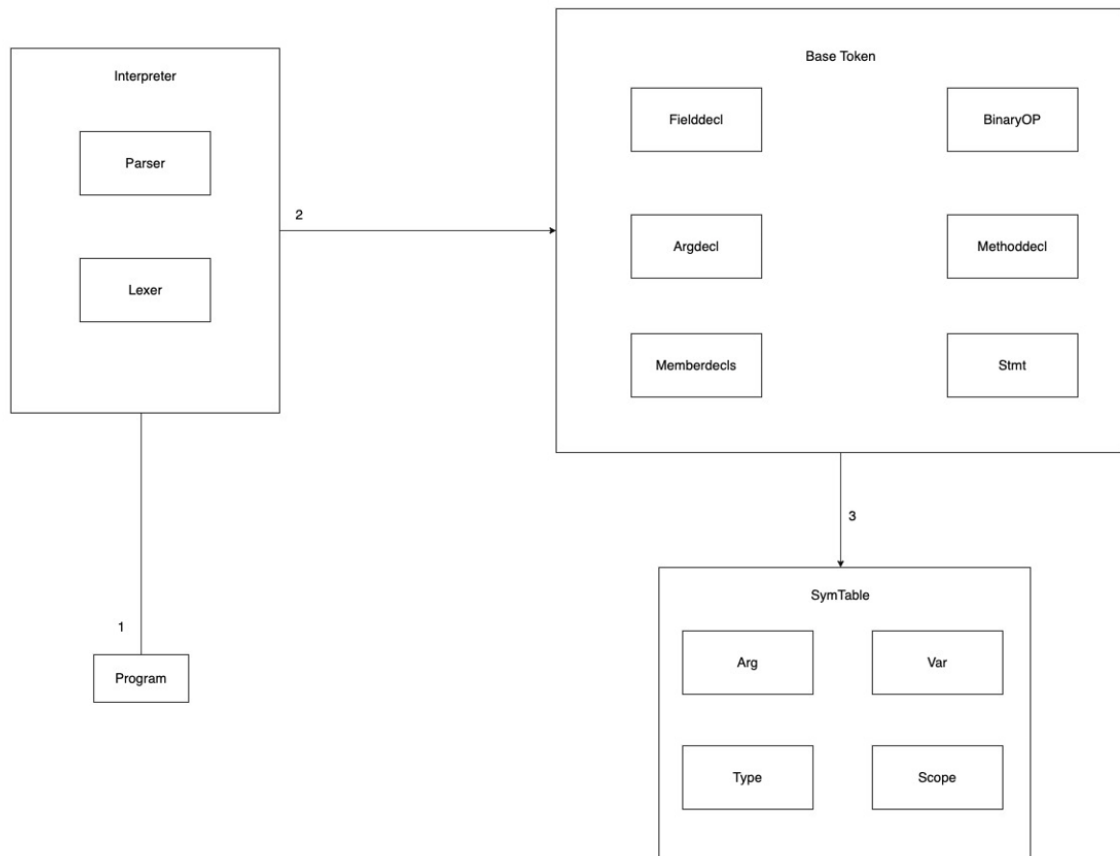 Interpreter
Parser
Lexer
1
Program
2
Base Token
Fielddecl
BinaryOP
Argdecl
Methoddecl
Memberdecls
Stmt
3
SymTable
Arg
Var
Type
Scope